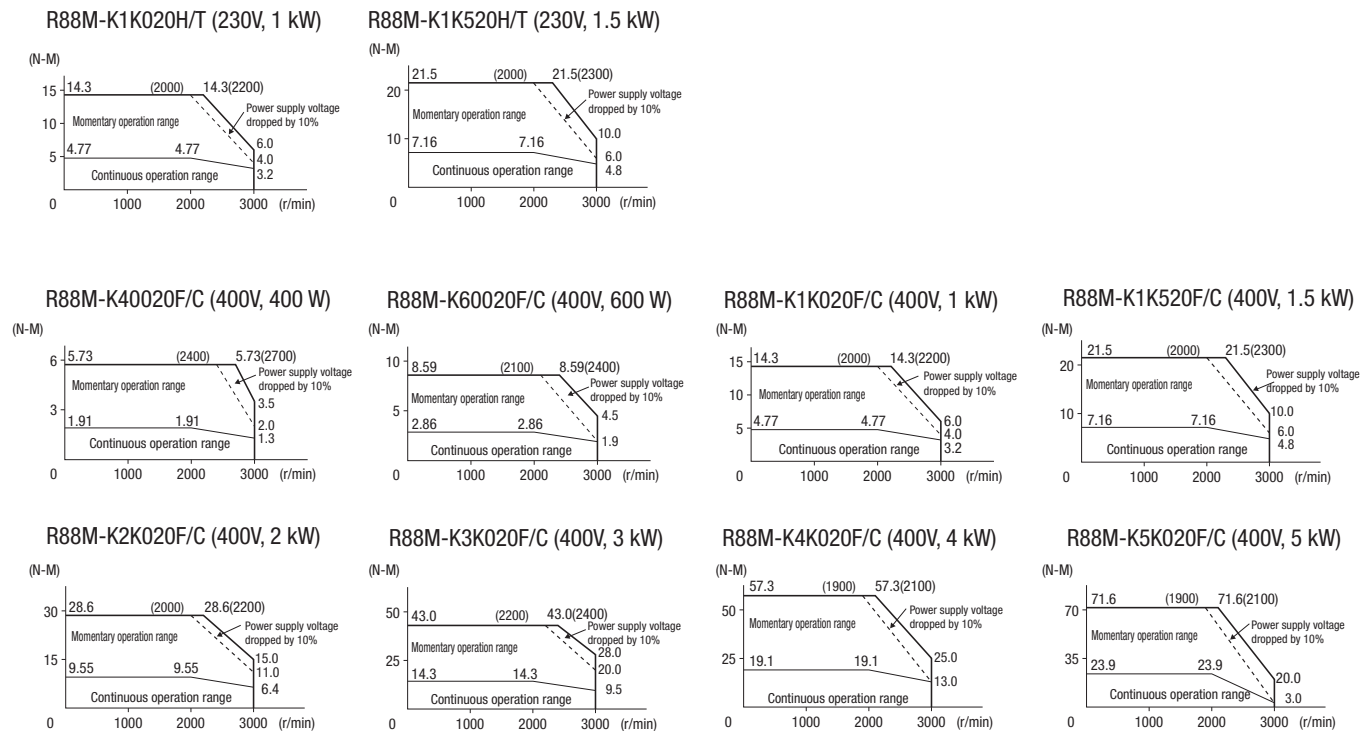 R88M-K1K020H/T (230V, 1 kW)
(N-M)
15
10
5
0
14.3 (2000) 14.3(2200)
Power supply voltage
dropped by 10%
Momentary operation range
6.0
4.77 4.77
4.0
3.2
Continuous operation range
1000 2000 3000 (r/min)
R88M-K1K520H/T (230V, 1.5 kW)
(N-M)
20
10
0
21.5 (2000) 21.5(2300)
Power supply voltage
dropped by 10%
Momentary operation range
10.0
7.16 7.16
6.0
4.8
Continuous operation range
1000 2000 3000 (r/min)
R88M-K40020F/C (400V, 400 W)
(N-M)
6
3
0
5.73 (2400) 5.73(2700)
Power supply voltage
dropped by 10%
Momentary operation range
3.5
1.91 1.91
2.0
1.3
Continuous operation range
1000 2000 3000 (r/min)
R88M-K60020F/C (400V, 600 W)
(N-M)
10
5
0
8.59 (2100) 8.59(2400)
Power supply voltage
dropped by 10%
Momentary operation range
4.5
2.86 2.86
1.9
Continuous operation range
1000 2000 3000 (r/min)
R88M-K1K020F/C (400V, 1 kW)
(N-M)
15
10
5
0
14.3 (2000) 14.3(2200)
Power supply voltage
dropped by 10%
Momentary operation range
6.0
4.77 4.77
4.0
3.2
Continuous operation range
1000 2000 3000 (r/min)
R88M-K1K520F/C (400V, 1.5 kW)
(N-M)
20
10
0
21.5 (2000) 21.5(2300)
Power supply voltage
dropped by 10%
Momentary operation range
10.0
7.16 7.16
6.0
4.8
Continuous operation range
1000 2000 3000 (r/min)
R88M-K2K020F/C (400V, 2 kW)
(N-M)
30
15
0
28.6 (2000) 28.6(2200)
Power supply voltage
dropped by 10%
Momentary operation range
15.0
9.55 9.55
11.0
6.4
Continuous operation range
1000 2000 3000 (r/min)
R88M-K3K020F/C (400V, 3 kW)
(N-M)
50
25
0
43.0 (2200) 43.0(2400)
Power supply voltage
dropped by 10%
Momentary operation range
28.0
14.3 14.3
20.0
9.5
Continuous operation range
1000 2000 3000 (r/min)
R88M-K4K020F/C (400V, 4 kW)
(N-M)
50
25
0
57.3 (1900) 57.3(2100)
Power supply voltage
dropped by 10%
Momentary operation range
25.0
19.1 19.1
13.0
Continuous operation range
1000 2000 3000 (r/min)
R88M-K5K020F/C (400V, 5 kW)
(N-M)
70
35
0
71.6 (1900) 71.6(2100)
Power supply voltage
dropped by 10%
Momentary operation range
23.9 23.9
20.0
3.0
Continuous operation range
1000 2000 3000 (r/min)